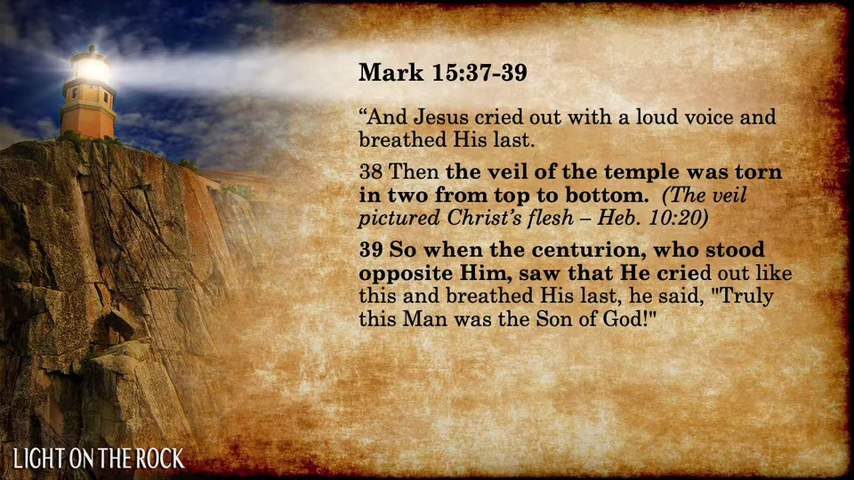 Mark 15:37-39
“And Jesus cried out with a loud voice and
breathed His last.
38 Then the veil of the temple was torn
in two from top to bottom. (The veil
pictured Christ’s flesh – Heb. 10:20)
39 So when the centurion, who stood
opposite Him, saw that He cried out like
this and breathed His last, he said, "Truly
this Man was the Son of God!"
LIGHT ON THE ROCK